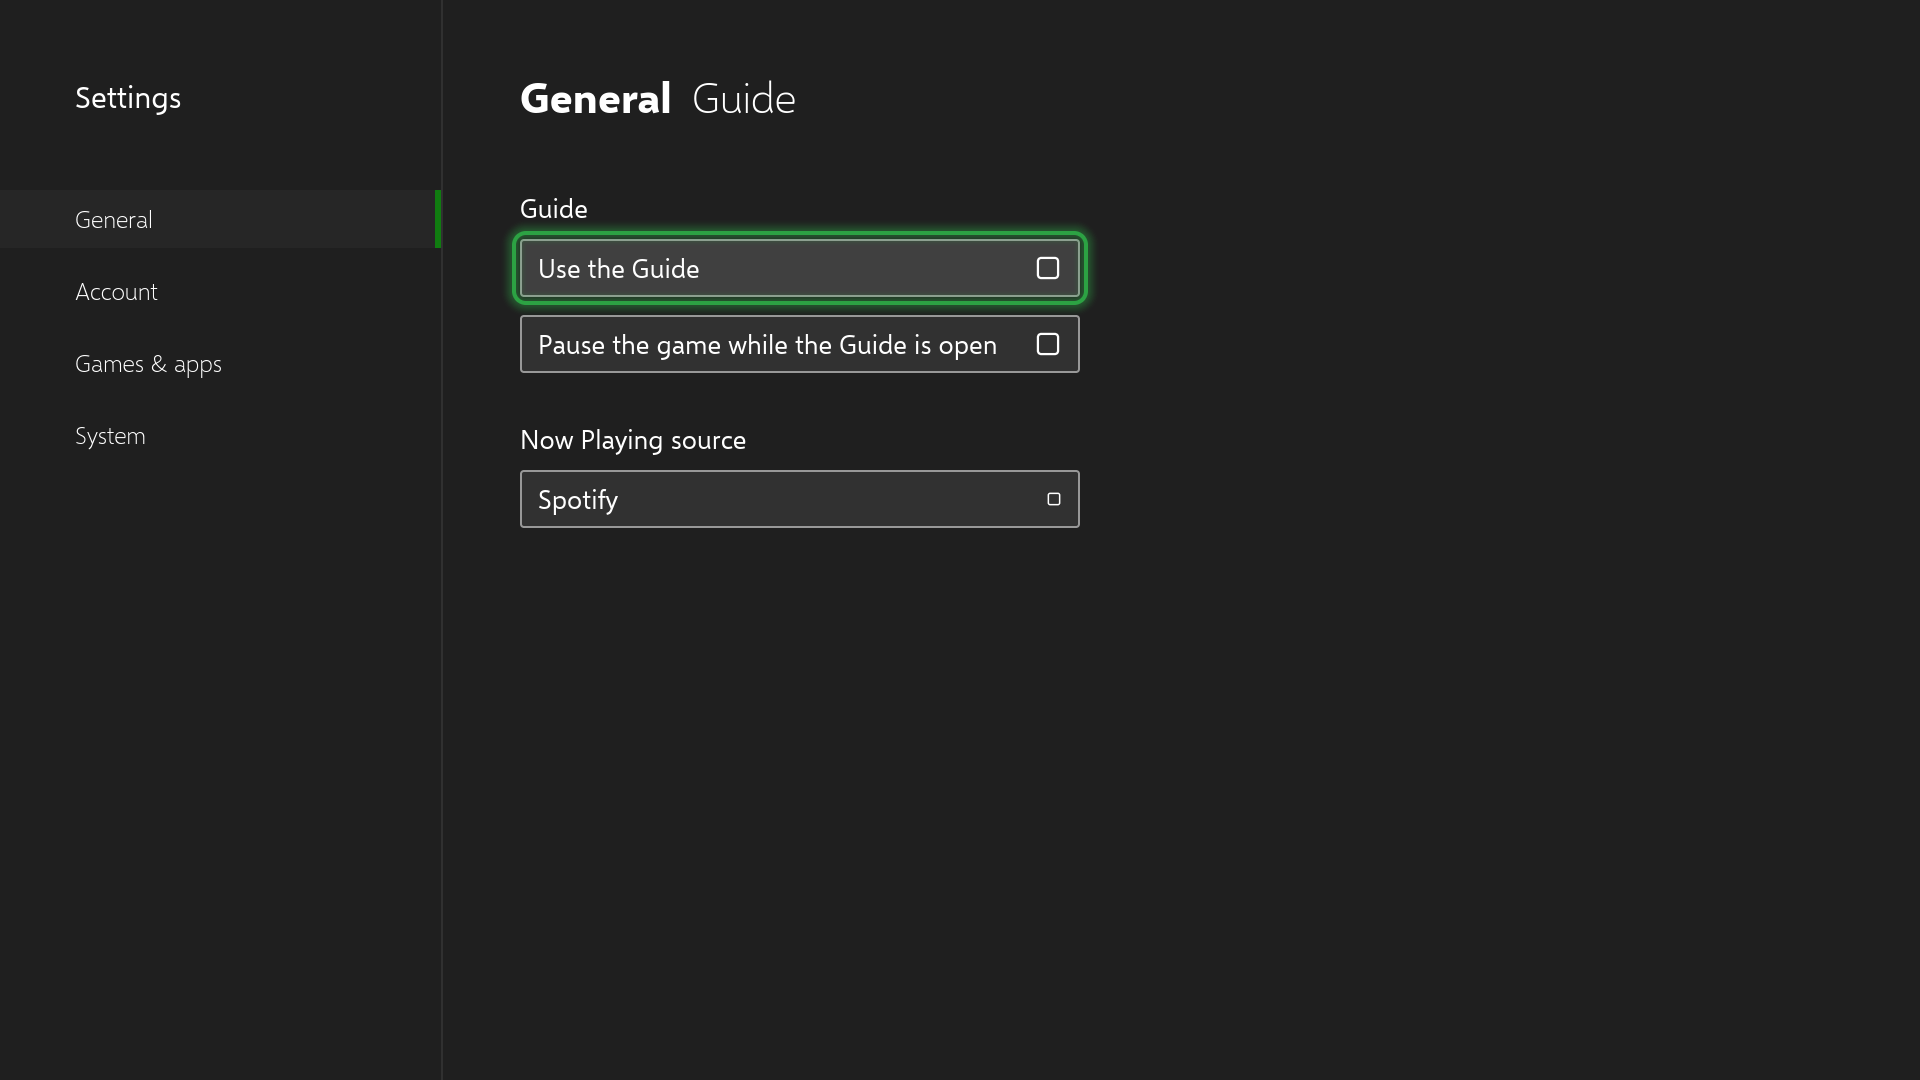 Settings
General
Account
Games & apps
System
General Guide
Guide
Use the Guide
Pause the game while the Guide is open
Now Playing source
Spotify